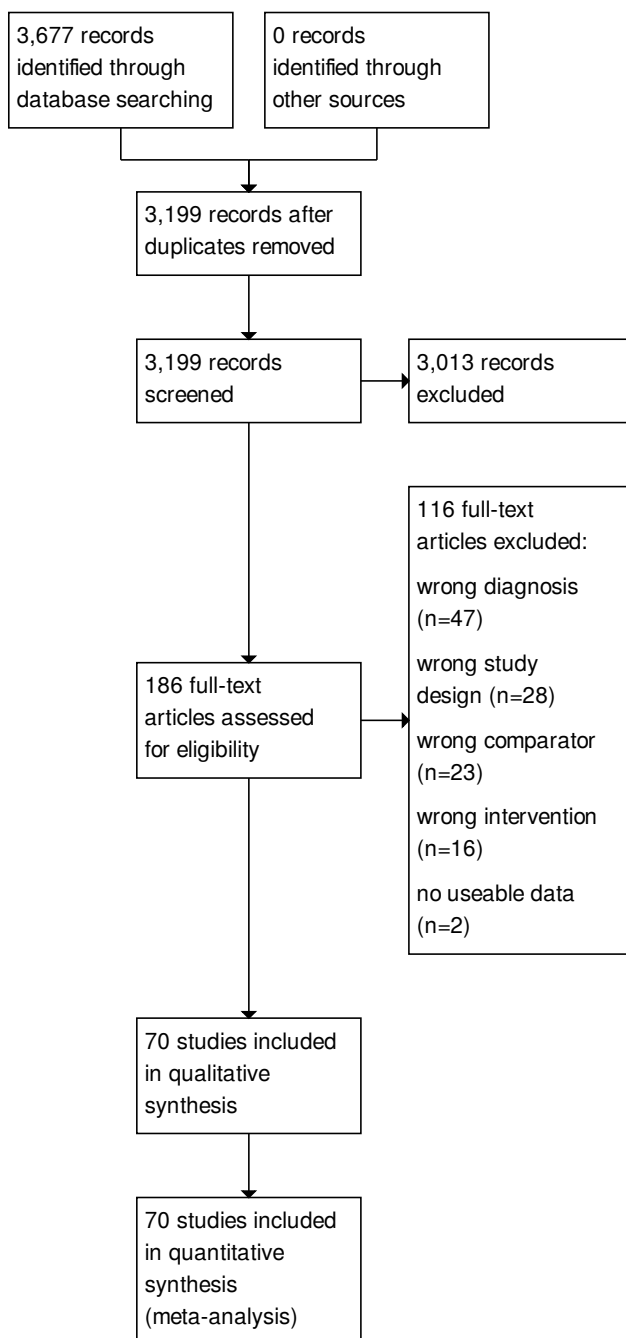 3,677 records
identified through
database searching
0 records
identified through
other sources
3,199 records after
duplicates removed
3,199 records
screened
3,013 records
excluded
116 full-text
articles excluded:
wrong diagnosis
(n=47)
wrong study
design (n=28)
wrong comparator
(n=23)
wrong intervention
(n=16)
no useable data
(n=2)
186 full-text
articles assessed
for eligibility
70 studies included
in qualitative
synthesis
70 studies included
in quantitative
synthesis
(meta-analysis)